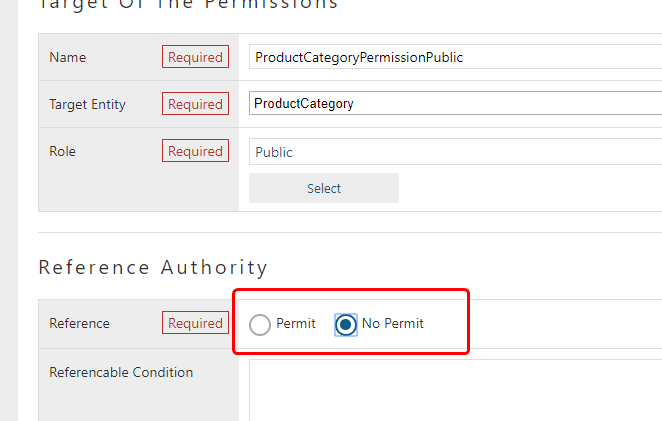 Target Of The Permissions
Name Required ProductCategoryPermissionPublic
Target Entity Required ProductCategory
Role Required Public
Select
Reference Authority
Reference Required Permit No Permit
Referencable Condition